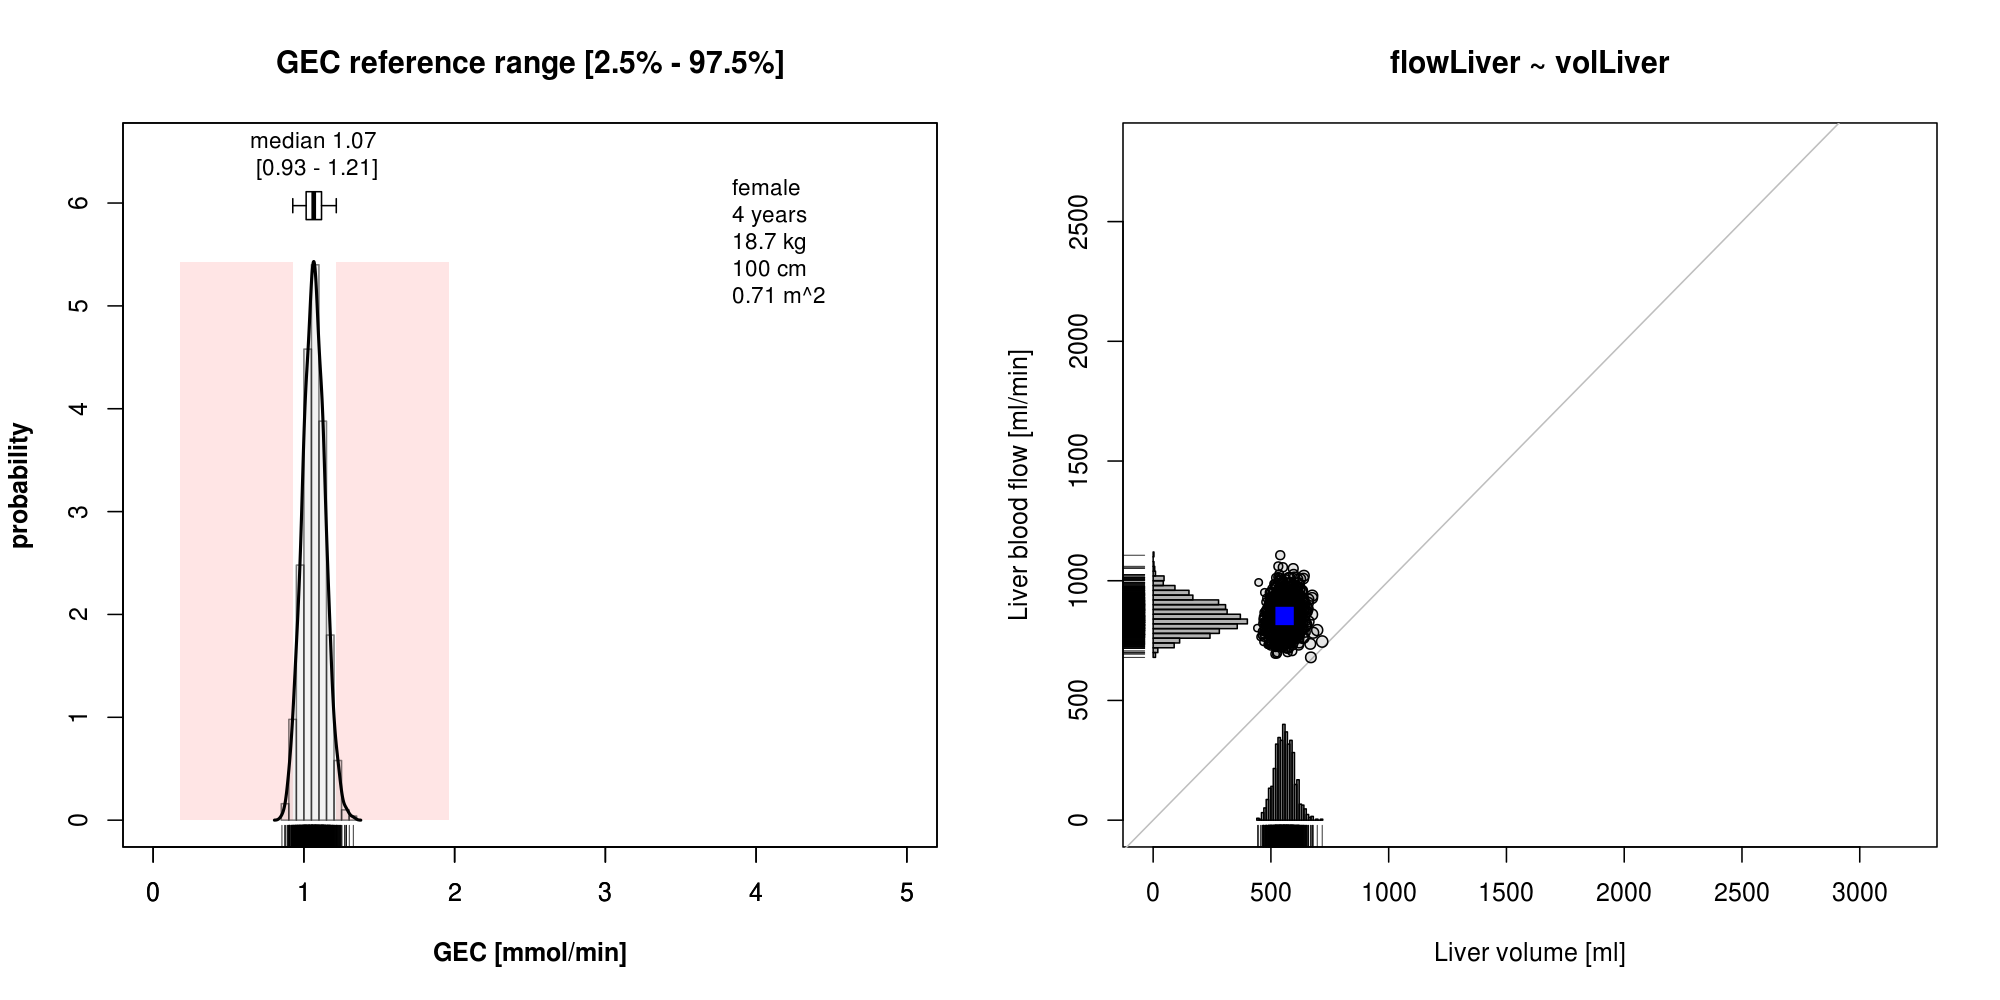 GEC reference range [2.5% - 97.5%]
median 1.07
[0.93 - 1.21]
female
4 years
18.7 kg
100 cm
0.71 m^2
probability
6
5
4
3
2
1
0
0 1 2 3 4 5
GEC [mmol/min]
flowLiver ~ volLiver
Liver blood flow [ml/min]
2500
2000
1500
1000
500
0
0 500 1000 1500 2000 2500 3000
Liver volume [ml]